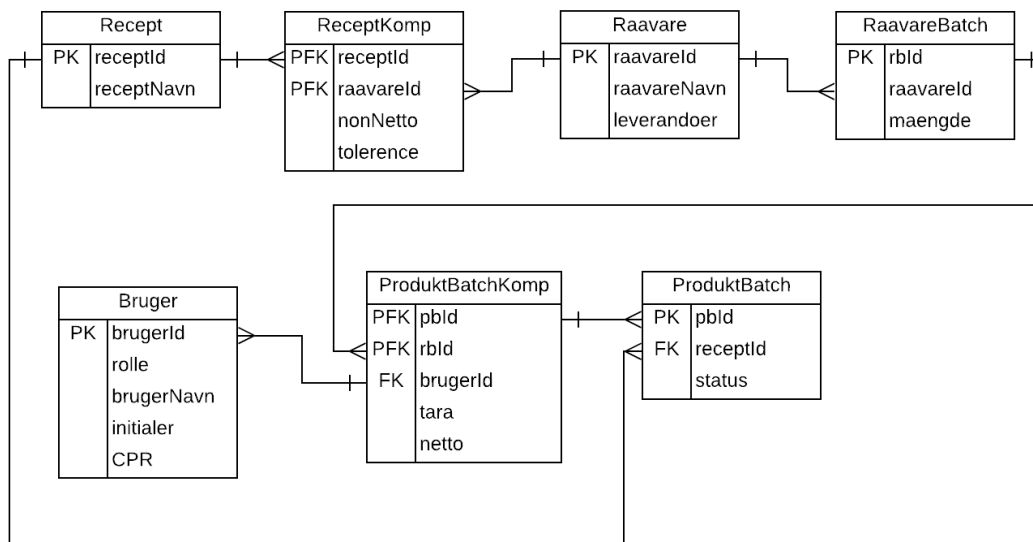 Recept
PK receptId
receptNavn
ReceptKomp
PFK receptId
PFK raavareId
nonNetto
tolerence
Raavare
PK raavareId
raavareNavn
leverandoer
RaavareBatch
PK rbId
raavareId
maengde
Bruger
PK brugerId
rolle
brugerNavn
initialer
CPR
ProduktBatchKomp
PFK pbId
PFK rbId
FK brugerId
tara
netto
ProduktBatch
PK pbId
FK receptId
status